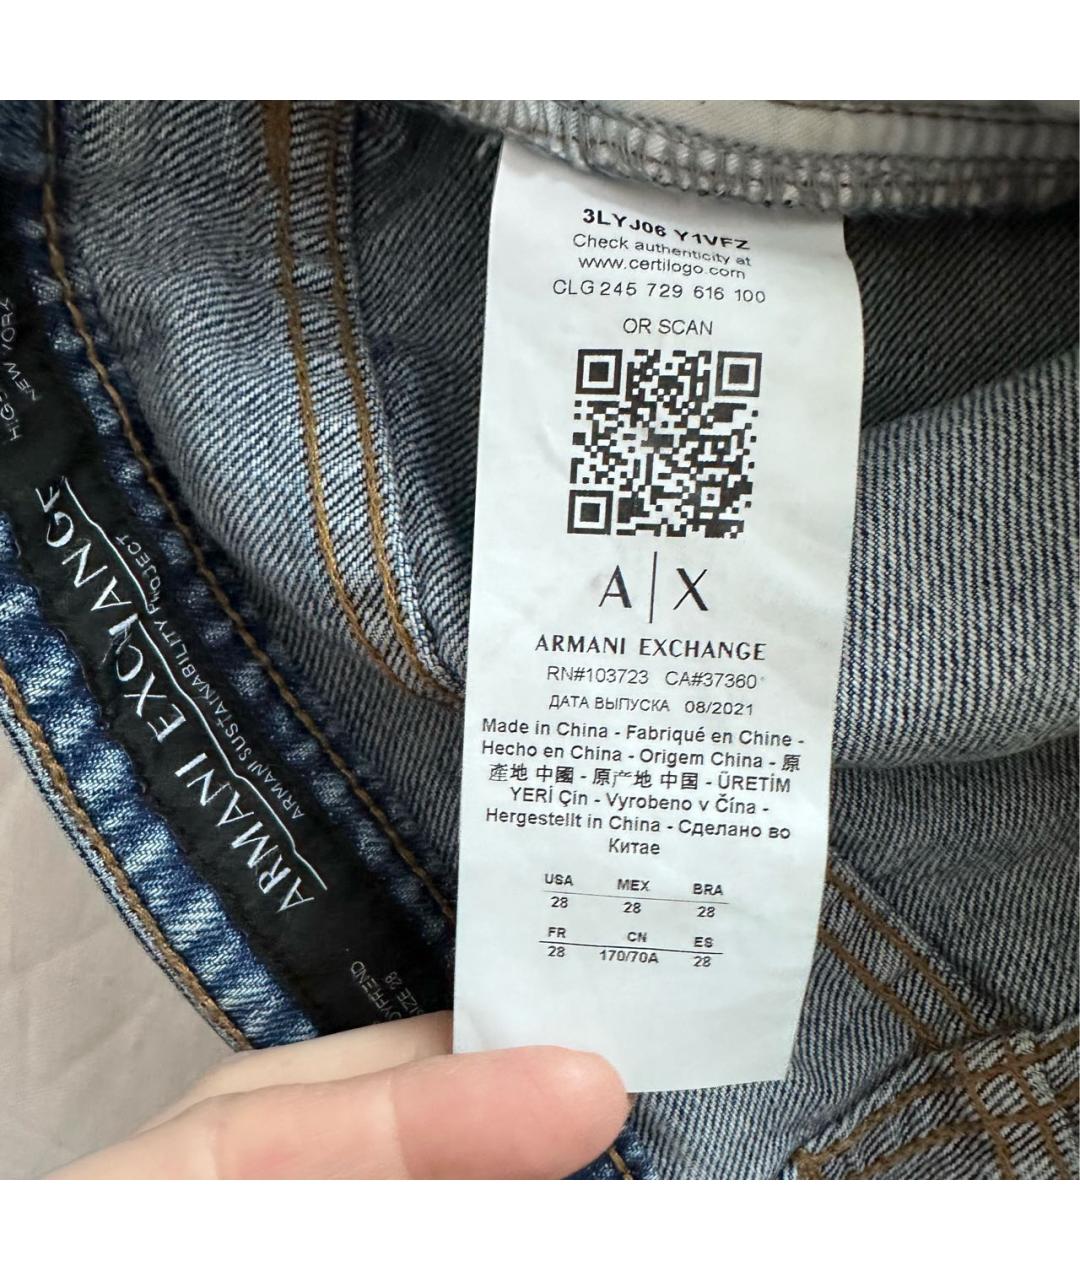 3LYJ06 Y1VFZ
Check authenticity at
www.certilogo.com
CLG 245 729 616 100
OR SCAN
A|X
ARMANI EXCHANGE
RN#103723 CA#37360
ДАТА ВЫПУСКА 08/2021
Made in China - Fabriqué en Chine -
Hecho en China - Origem China - 原
產地 中國 - 原产地 中国 - ÜRETİM
YERİ Çin - Vyrobeno v Čína -
Hergestellt in China - Сделано во
Китае
USA MEX BRA
28 28 28
FR CN ES
28 170/70A 28
NEW YORK
ARMANI EXCHANGE
ARMANI SUSTAINABILITY PROJECT
SIZE 28